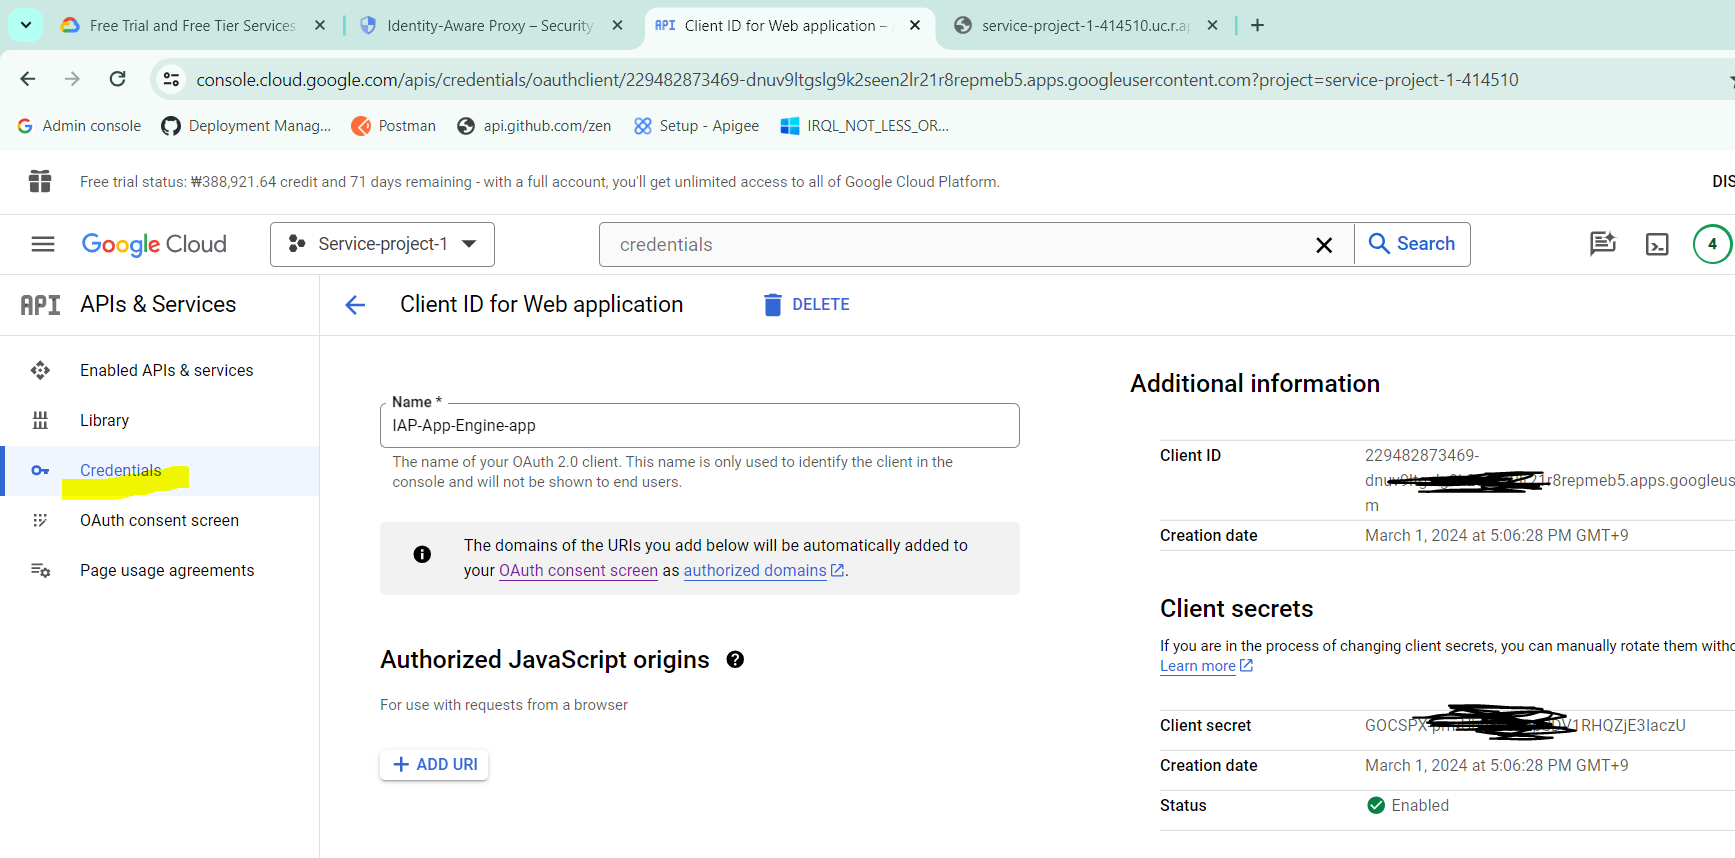 Free Trial and Free Tier Services
Identity-Aware Proxy – Security
Client ID for Web application –
service-project-1-414510.uc.r.ap
console.cloud.google.com/apis/credentials/oauthclient/229482873469-dnuv9ltgslg9k2seen2lr21r8repmeb5.apps.googleusercontent.com?project=service-project-1-414510
Admin console
Deployment Manag...
Postman
api.github.com/zen
Setup - Apigee
IRQL_NOT_LESS_OR...
Free trial status: ₩388,921.64 credit and 71 days remaining - with a full account, you'll get unlimited access to all of Google Cloud Platform.
DIS
Google Cloud
Service-project-1
credentials
Search
4
API APIs & Services
Client ID for Web application
DELETE
Enabled APIs & services
Library
Credentials
OAuth consent screen
Page usage agreements
Name *
IAP-App-Engine-app
The name of your OAuth 2.0 client. This name is only used to identify the client in the
console and will not be shown to end users.
The domains of the URIs you add below will be automatically added to
your OAuth consent screen as authorized domains.
Authorized JavaScript origins
For use with requests from a browser
ADD URI
Additional information
Client ID
229482873469-
r8repmeb5.apps.googleus
m
Creation date
March 1, 2024 at 5:06:28 PM GMT+9
Client secrets
If you are in the process of changing client secrets, you can manually rotate them witho
Learn more
Client secret
GOCSPX
Creation date
March 1, 2024 at 5:06:28 PM GMT+9
Status
Enabled